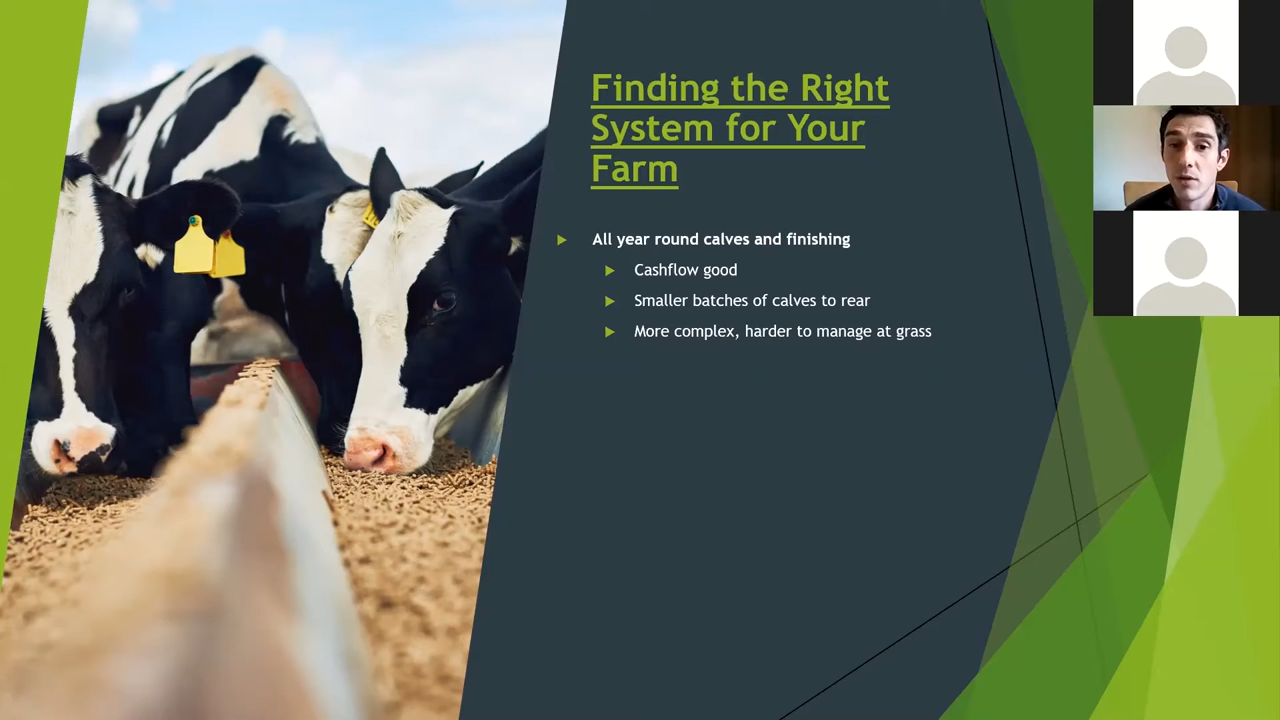 Finding the Right
System for Your
Farm
All year round calves and finishing
Cashflow good
Smaller batches of calves to rear
More complex, harder to manage at grass